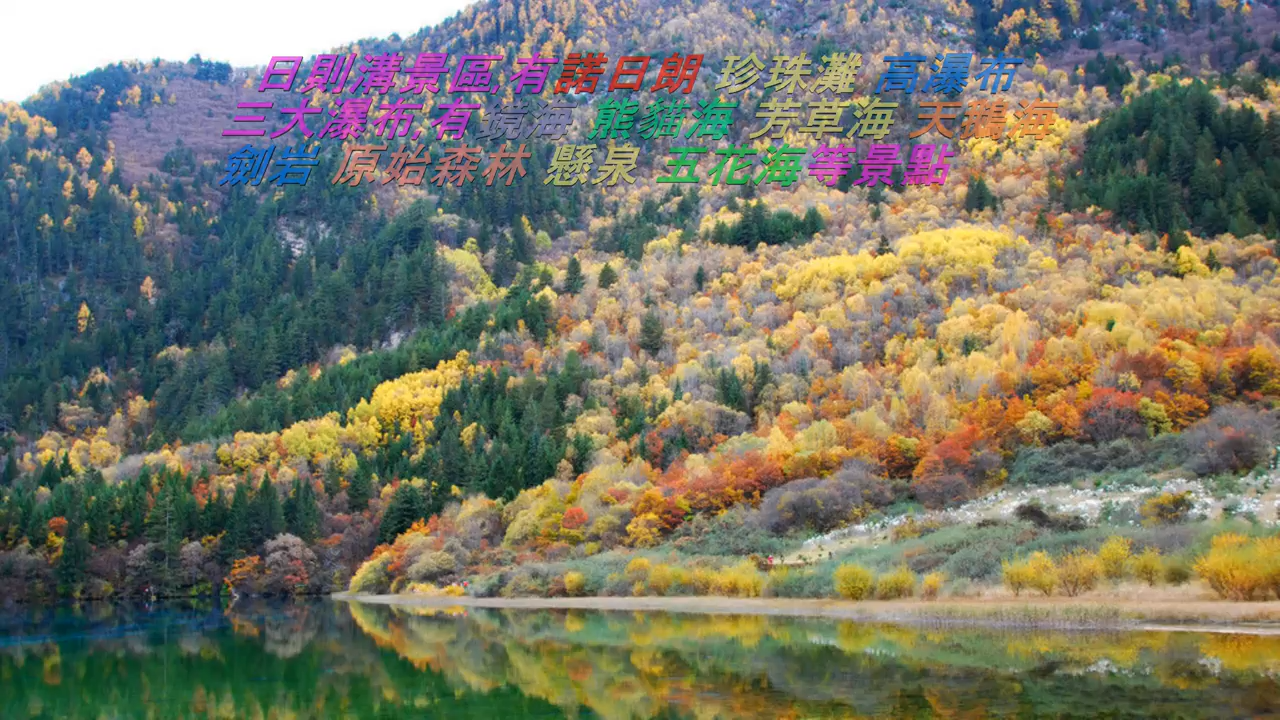 日則溝景區,有諾日朗 珍珠灘 高瀑布
三大瀑布,有鏡海 熊貓海 芳草海 天鵝海
劍岩 原始森林 懸泉 五花海等景點